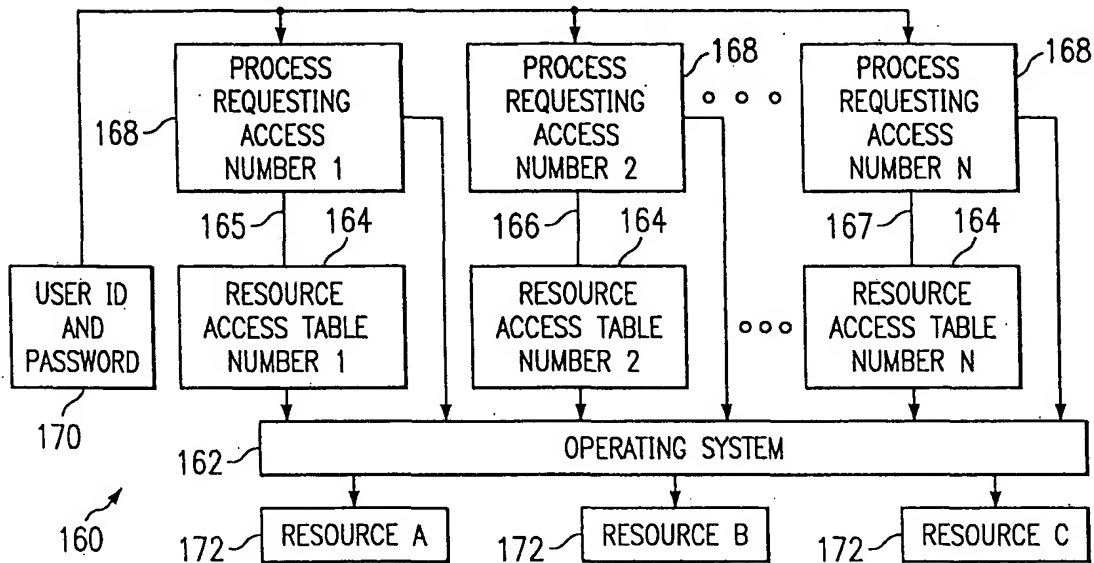 PROCESS
REQUESTING
ACCESS
NUMBER 1
168
PROCESS
REQUESTING
ACCESS
NUMBER 2
168
PROCESS
REQUESTING
ACCESS
NUMBER N
168
165
164
166
164
167
164
USER ID
AND
PASSWORD
170
RESOURCE
ACCESS TABLE
NUMBER 1
RESOURCE
ACCESS TABLE
NUMBER 2
RESOURCE
ACCESS TABLE
NUMBER N
162
OPERATING SYSTEM
160
172
RESOURCE A
172
RESOURCE B
172
RESOURCE C